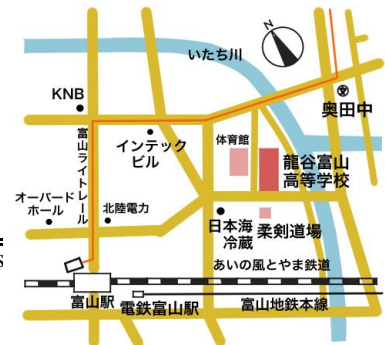 N
いたち川
KNB
奥田中
インテック
ビル
体育館
龍谷富山
高等学校
富山ライトレール
オーバード
ホール
北陸電力
日本海
冷蔵
柔剣道場
あいの風とやま鉄道
s
富山駅
電鉄富山駅
富山地鉄本線